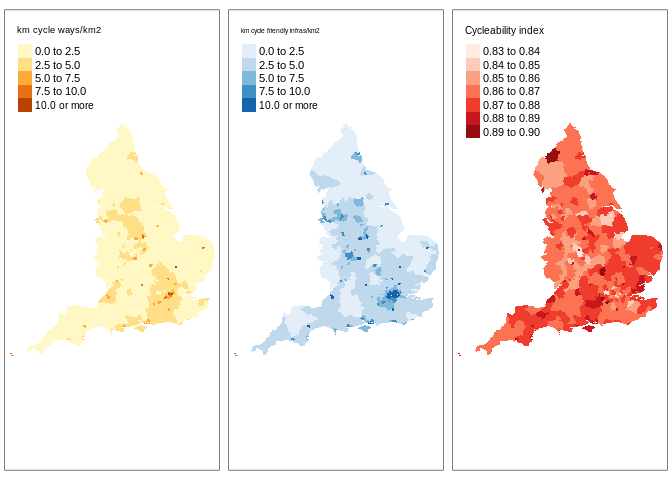 km cycle ways/km2
0.0 to 2.5
2.5 to 5.0
5.0 to 7.5
7.5 to 10.0
10.0 or more
km cycle friendly infras/km2
0.0 to 2.5
2.5 to 5.0
5.0 to 7.5
7.5 to 10.0
10.0 or more
Cycleability index
0.83 to 0.84
0.84 to 0.85
0.85 to 0.86
0.86 to 0.87
0.87 to 0.88
0.88 to 0.89
0.89 to 0.90